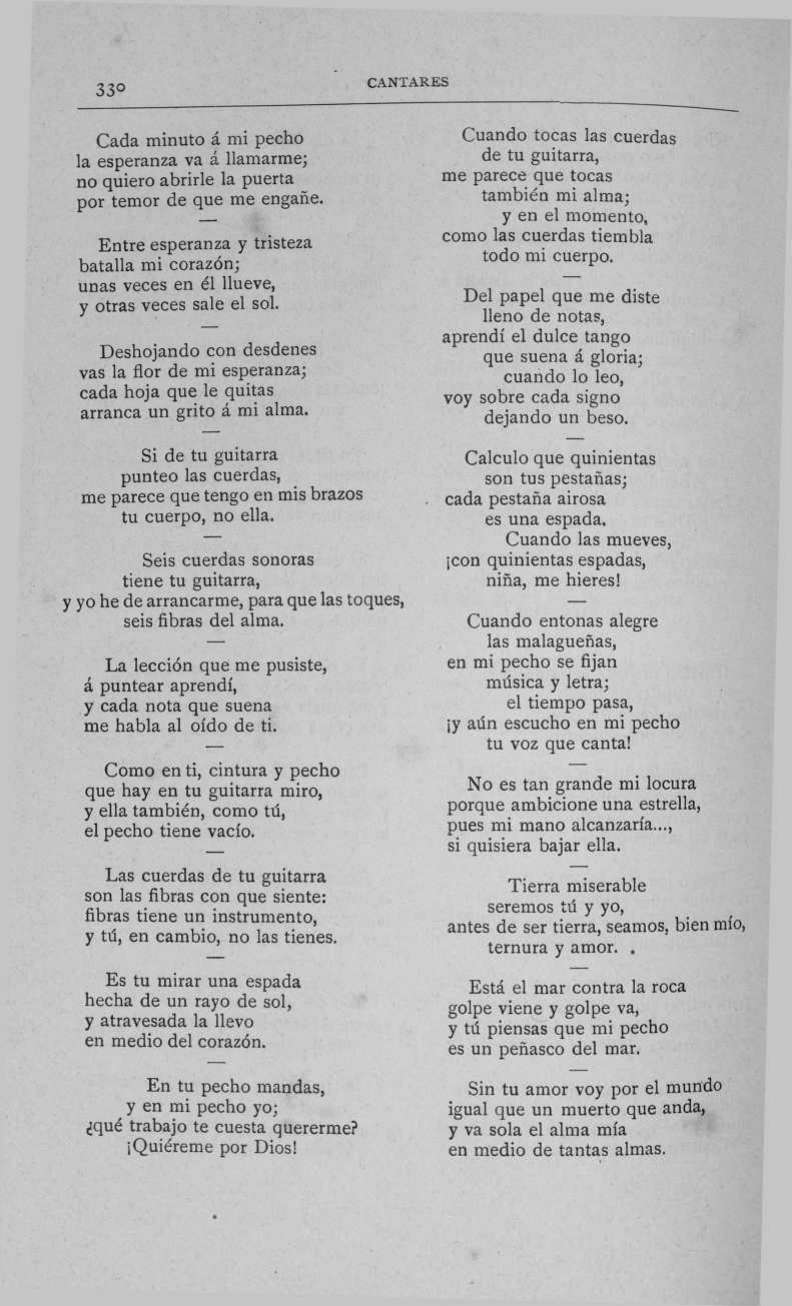 330
CANTARES
Cada minuto á mi pecho
la esperanza va á llamarme;
no quiero abrirle la puerta
por temor de que me engañe.
—
Entre esperanza y tristeza
batalla mi corazón;
unas veces en él llueve,
y otras veces sale el sol.
—
Deshojando con desdenes
vas la flor de mi esperanza;
cada hoja que le quitas
arranca un grito á mi alma.
—
Si de tu guitarra
punteo las cuerdas,
me parece que tengo en mis brazos
tu cuerpo, no ella.
—
Seis cuerdas sonoras
tiene tu guitarra,
y yo he de arrancarme, para que las toques,
seis fibras del alma.
—
La lección que me pusiste,
á puntear aprendí,
y cada nota que suena
me habla al oído de ti.
—
Como en ti, cintura y pecho
que hay en tu guitarra miro,
y ella también, como tú,
el pecho tiene vacío.
—
Las cuerdas de tu guitarra
son las fibras con que siente:
fibras tiene un instrumento,
y tú, en cambio, no las tienes.
—
Es tu mirar una espada
hecha de un rayo de sol,
y atravesada la llevo
en medio del corazón.
—
En tu pecho mandas,
y en mi pecho yo;
¿qué trabajo te cuesta quererme?
¡Quiéreme por Dios!
Cuando tocas las cuerdas
de tu guitarra,
me parece que tocas
también mi alma;
y en el momento,
como las cuerdas tiembla
todo mi cuerpo.
—
Del papel que me diste
lleno de notas,
aprendí el dulce tango
que suena á gloria;
cuando lo leo,
voy sobre cada signo
dejando un beso.
—
Calculo que quinientas
son tus pestañas;
cada pestaña airosa
es una espada.
Cuando las mueves,
¡con quinientas espadas,
niña, me hieres!
—
Cuando entonas alegre
las malagueñas,
en mi pecho se fijan
música y letra;
el tiempo pasa,
¡y aún escucho en mi pecho
tu voz que canta!
—
No es tan grande mi locura
porque ambicione una estrella,
pues mi mano alcanzaría...,
si quisiera bajar ella.
—
Tierra miserable
seremos tú y yo,
antes de ser tierra, seamos, bien mío,
ternura y amor.
—
Está el mar contra la roca
golpe viene y golpe va,
y tú piensas que mi pecho
es un peñasco del mar.
—
Sin tu amor voy por el mundo
igual que un muerto que anda,
y va sola el alma mía
en medio de tantas almas.